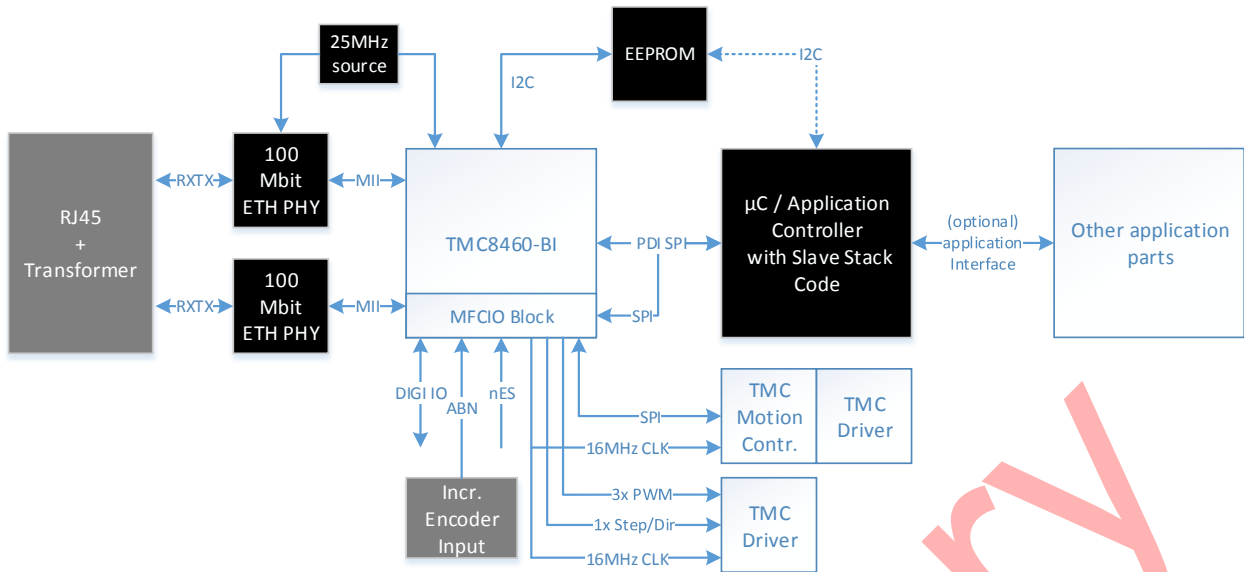 25MHz
source
EEPROM
I2C
I2C
RJ45
+
Transformer
RXTX
100
Mbit
ETH PHY
MII
RXTX
100
Mbit
ETH PHY
MII
TMC8460-BI
MFCIO Block
PDI SPI
SPI
µC / Application
Controller
with Slave Stack
Code
(optional)
application
Interface
Other application
parts
DIGI IO
ABN
nES
Incr.
Encoder
Input
SPI
16MHz CLK
TMC
Motion
Contr.
TMC
Driver
3x PWM
1x Step/Dir
16MHz CLK
TMC
Driver
ry